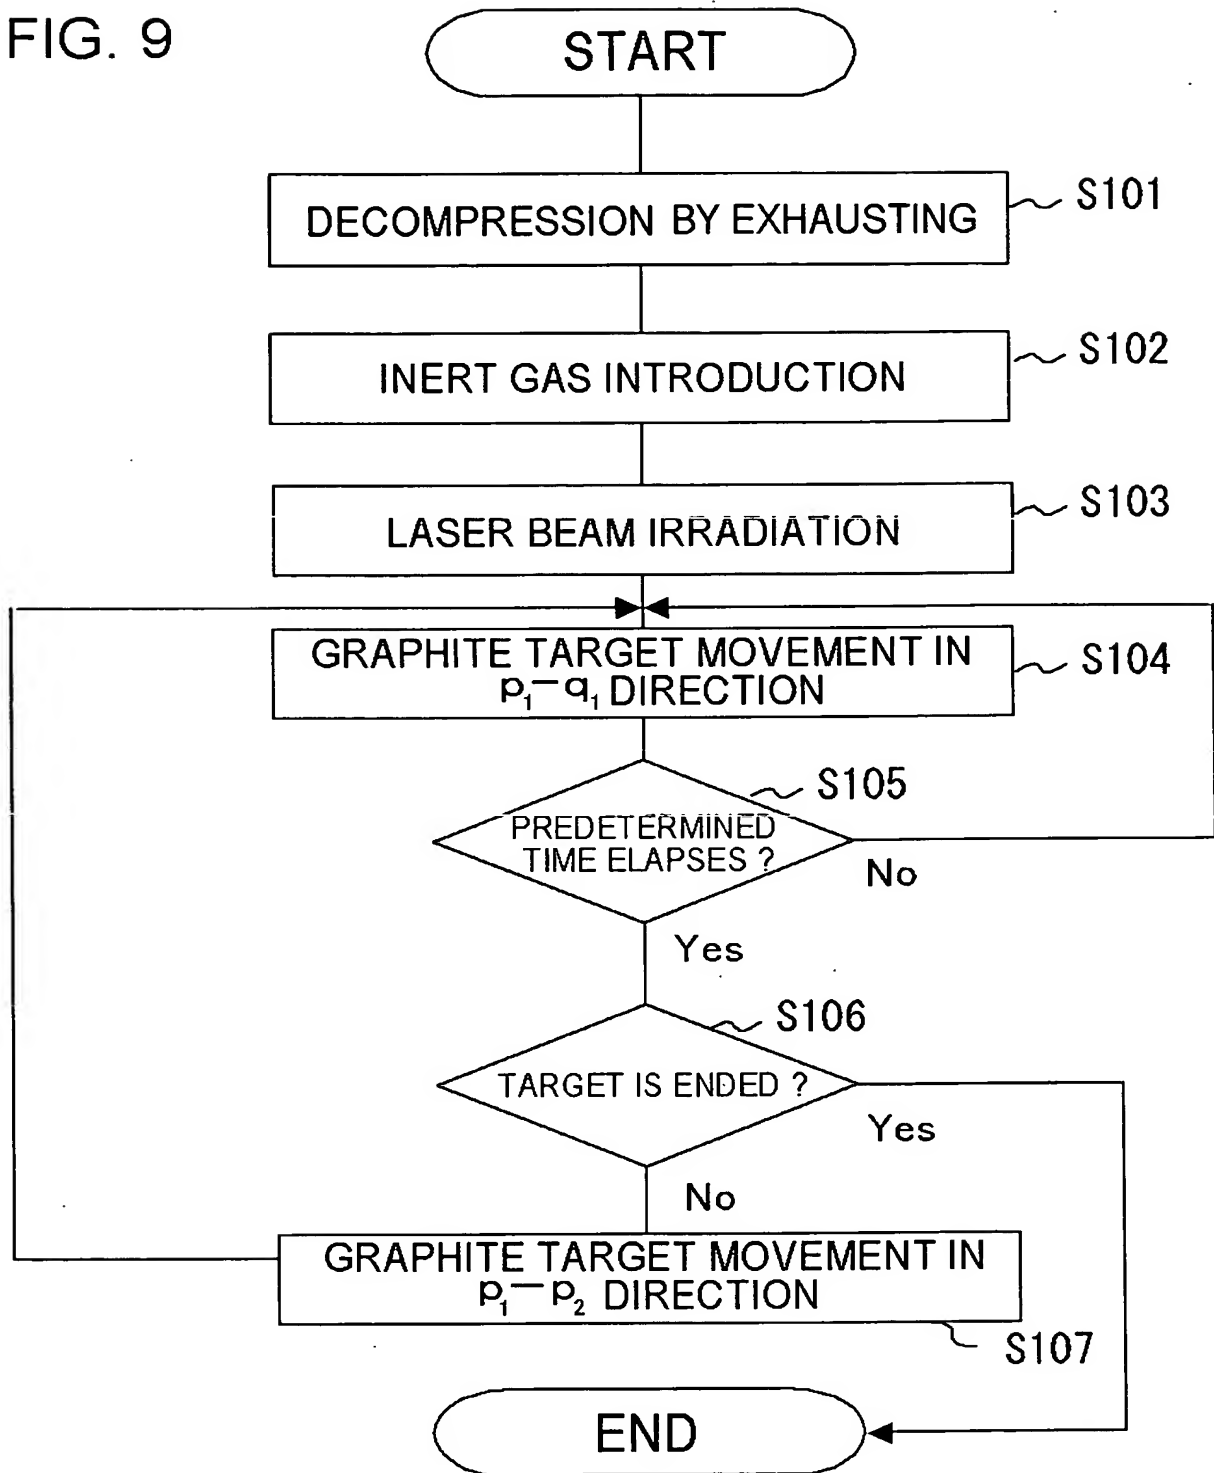 FIG. 9
START
DECOMPRESSION BY EXHAUSTING
S101
INERT GAS INTRODUCTION
S102
LASER BEAM IRRADIATION
S103
GRAPHITE TARGET MOVEMENT IN
p₁−q₁ DIRECTION
S104
S105
PREDETERMINED
TIME ELAPSES ?
No
Yes
S106
TARGET IS ENDED ?
Yes
No
GRAPHITE TARGET MOVEMENT IN
p₁−p₂ DIRECTION
S107
END